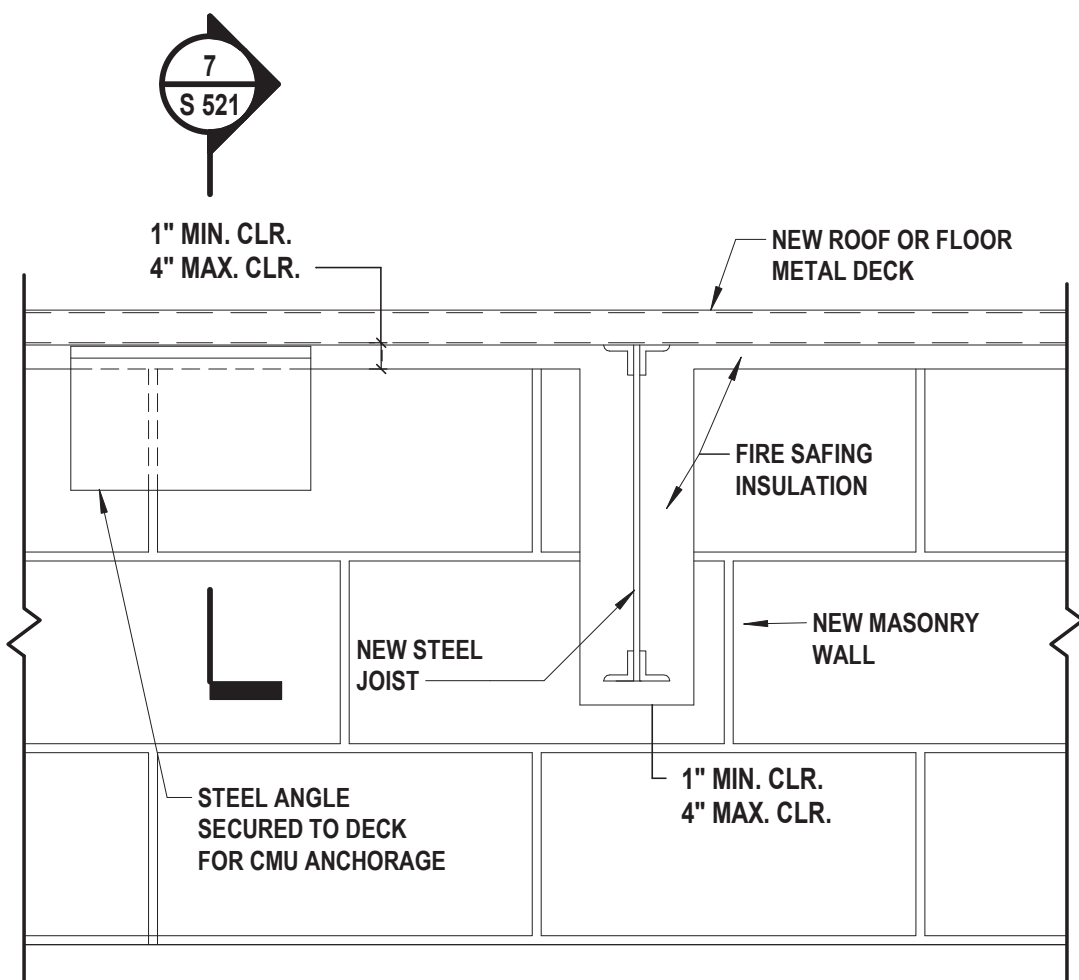 7
S 521
1" MIN. CLR.
4" MAX. CLR.
NEW ROOF OR FLOOR
METAL DECK
FIRE SAFING
INSULATION
NEW STEEL
JOIST
NEW MASONRY
WALL
1" MIN. CLR.
4" MAX. CLR.
STEEL ANGLE
SECURED TO DECK
FOR CMU ANCHORAGE